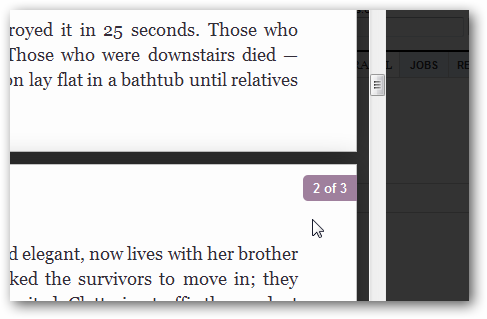 royed it in 25 seconds. Those who
Those who were downstairs died —
on lay flat in a bathtub until relatives
JOBS
2 of 3
d elegant, now lives with her brother
ked the survivors to move in; they